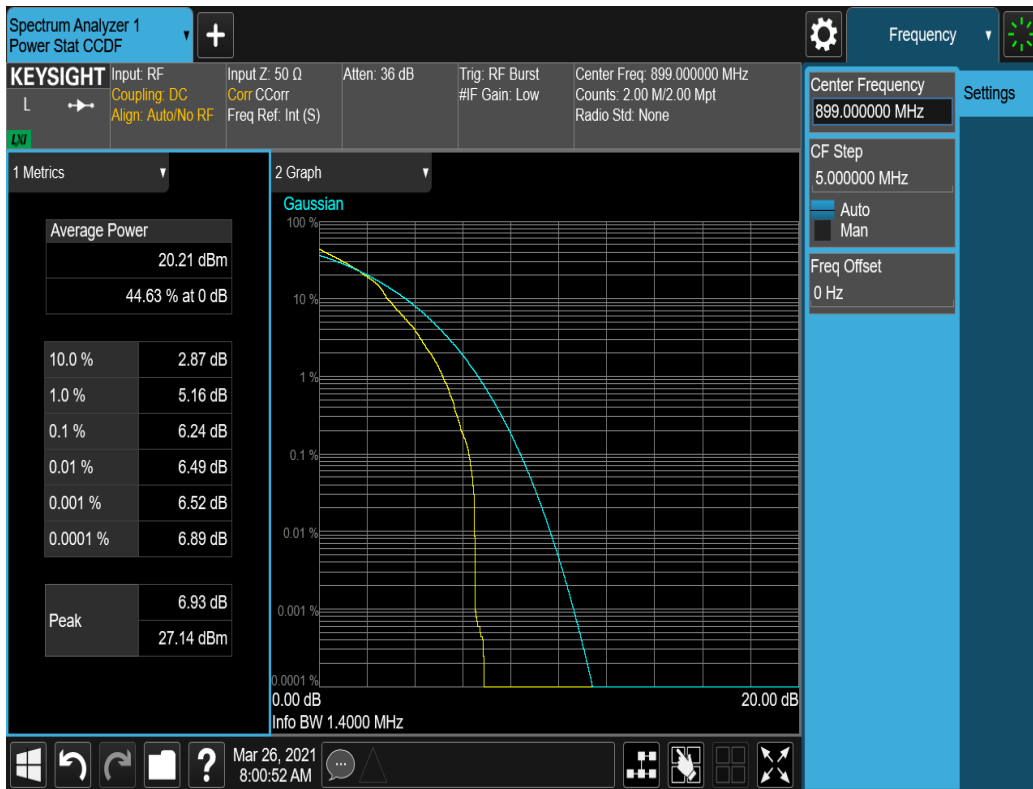 Spectrum Analyzer 1
Power Stat CCDF
+
Frequency
KEYSIGHT
L
LXI
Input: RF
Coupling: DC
Align: Auto/No RF
Input Z: 50 Ω
Corr CCorr
Freq Ref: Int (S)
Atten: 36 dB
Trig: RF Burst
#IF Gain: Low
Center Freq: 899.000000 MHz
Counts: 2.00 M/2.00 Mpt
Radio Std: None
Center Frequency
899.000000 MHz
Settings
CF Step
5.000000 MHz
Auto
Man
Freq Offset
0 Hz
1 Metrics
Average Power
20.21 dBm
44.63 % at 0 dB
10.0 % 2.87 dB
1.0 % 5.16 dB
0.1 % 6.24 dB
0.01 % 6.49 dB
0.001 % 6.52 dB
0.0001 % 6.89 dB
Peak
6.93 dB
27.14 dBm
2 Graph
Gaussian
100 %
10 %
1 %
0.1 %
0.01 %
0.001 %
0.0001 %
0.00 dB 20.00 dB
Info BW 1.4000 MHz
?
Mar 26, 2021
8:00:52 AM